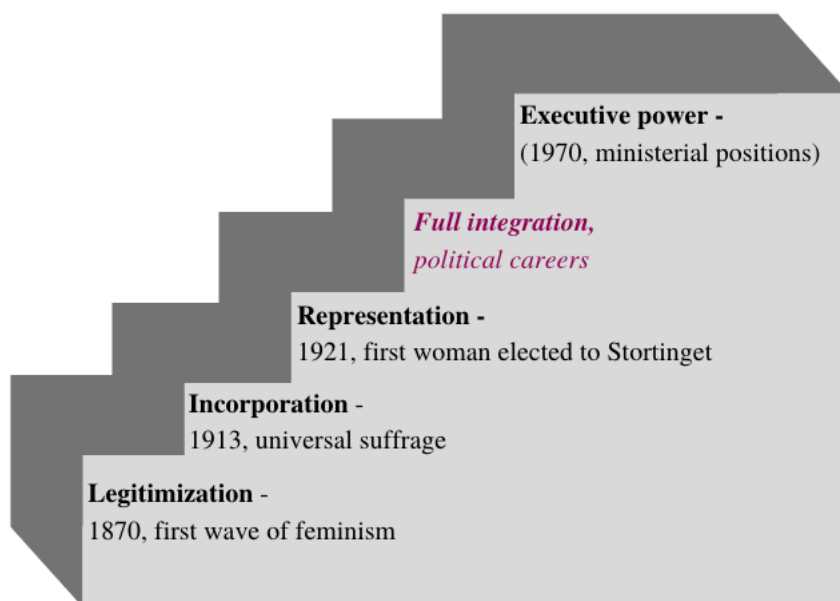 Executive power -
(1970, ministerial positions)
Full integration,
political careers
Representation -
1921, first woman elected to Stortinget
Incorporation -
1913, universal suffrage
Legitimization -
1870, first wave of feminism